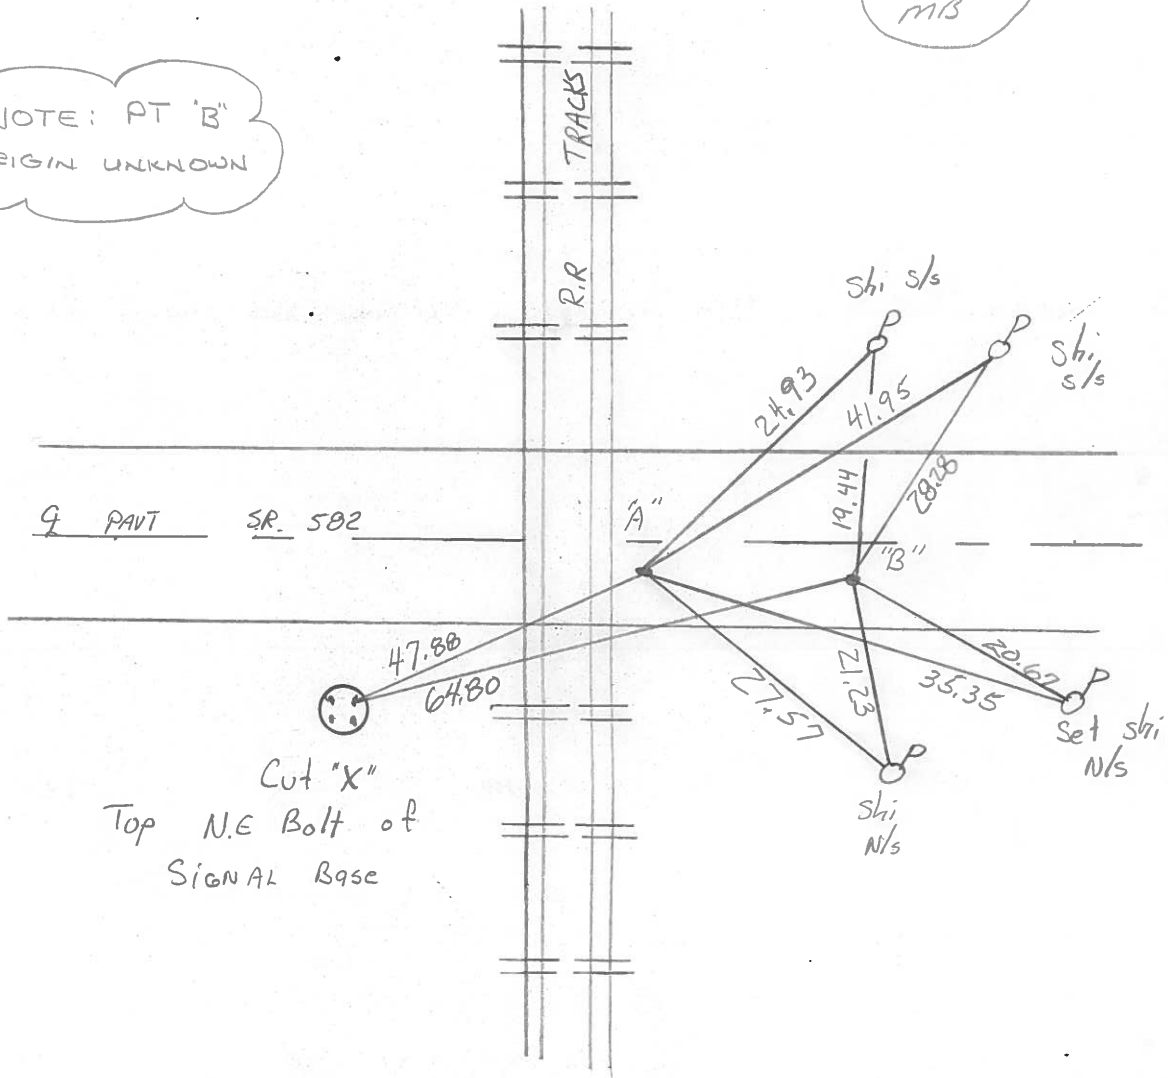 MB
NOTE: PT "B"
RIGIN UNKNOWN
TRACKS
R.R
Shi S/s
Shi
S/s
24.93
41.95
19.44
28.28
℄ PAVT S.R. 582
"A"
"B"
47.88
64.80
27.57
21.23
20.67
35.35
Set Shi
N/s
Shi
N/s
Cut "X"
Top N.E Bolt of
SIGNAL Base